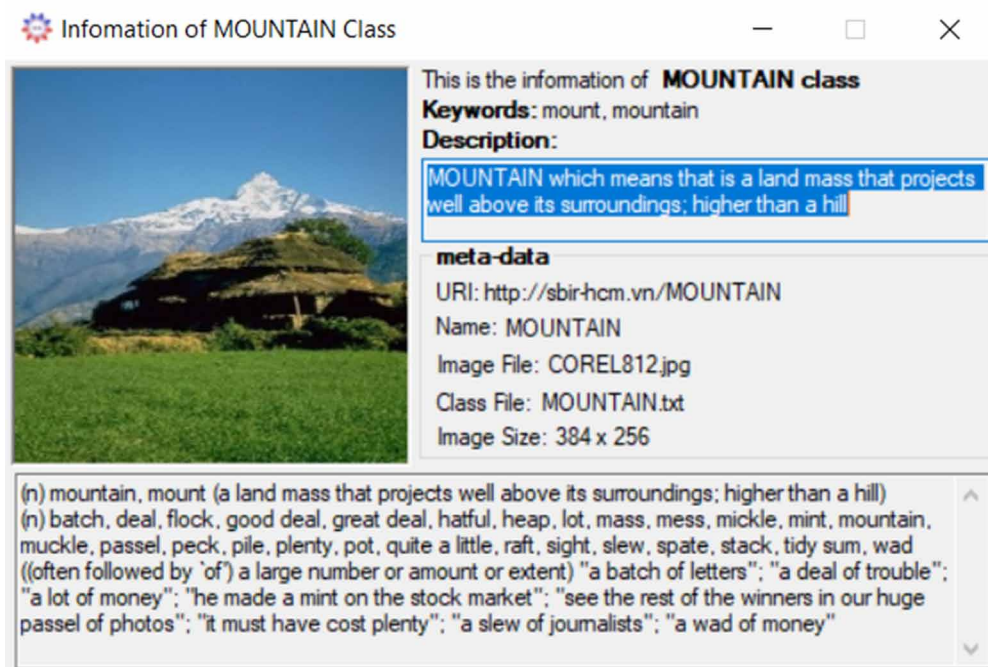 Infomation of MOUNTAIN Class
This is the information of MOUNTAIN class
Keywords: mount, mountain
Description:
MOUNTAIN which means that is a land mass that projects
well above its surroundings; higher than a hill
meta-data
URI: http://sbir-hcm.vn/MOUNTAIN
Name: MOUNTAIN
Image File: COREL812.jpg
Class File: MOUNTAIN.txt
Image Size: 384 x 256
(n) mountain, mount (a land mass that projects well above its surroundings; higher than a hill)
(n) batch, deal, flock, good deal, great deal, hatful, heap, lot, mass, mess, mickle, mint, mountain,
muckle, passel, peck, pile, plenty, pot, quite a little, raft, sight, slew, spate, stack, tidy sum, wad
((often followed by `of') a large number or amount or extent) "a batch of letters"; "a deal of trouble";
"a lot of money"; "he made a mint on the stock market"; "see the rest of the winners in our huge
passel of photos"; "it must have cost plenty"; "a slew of journalists"; "a wad of money"